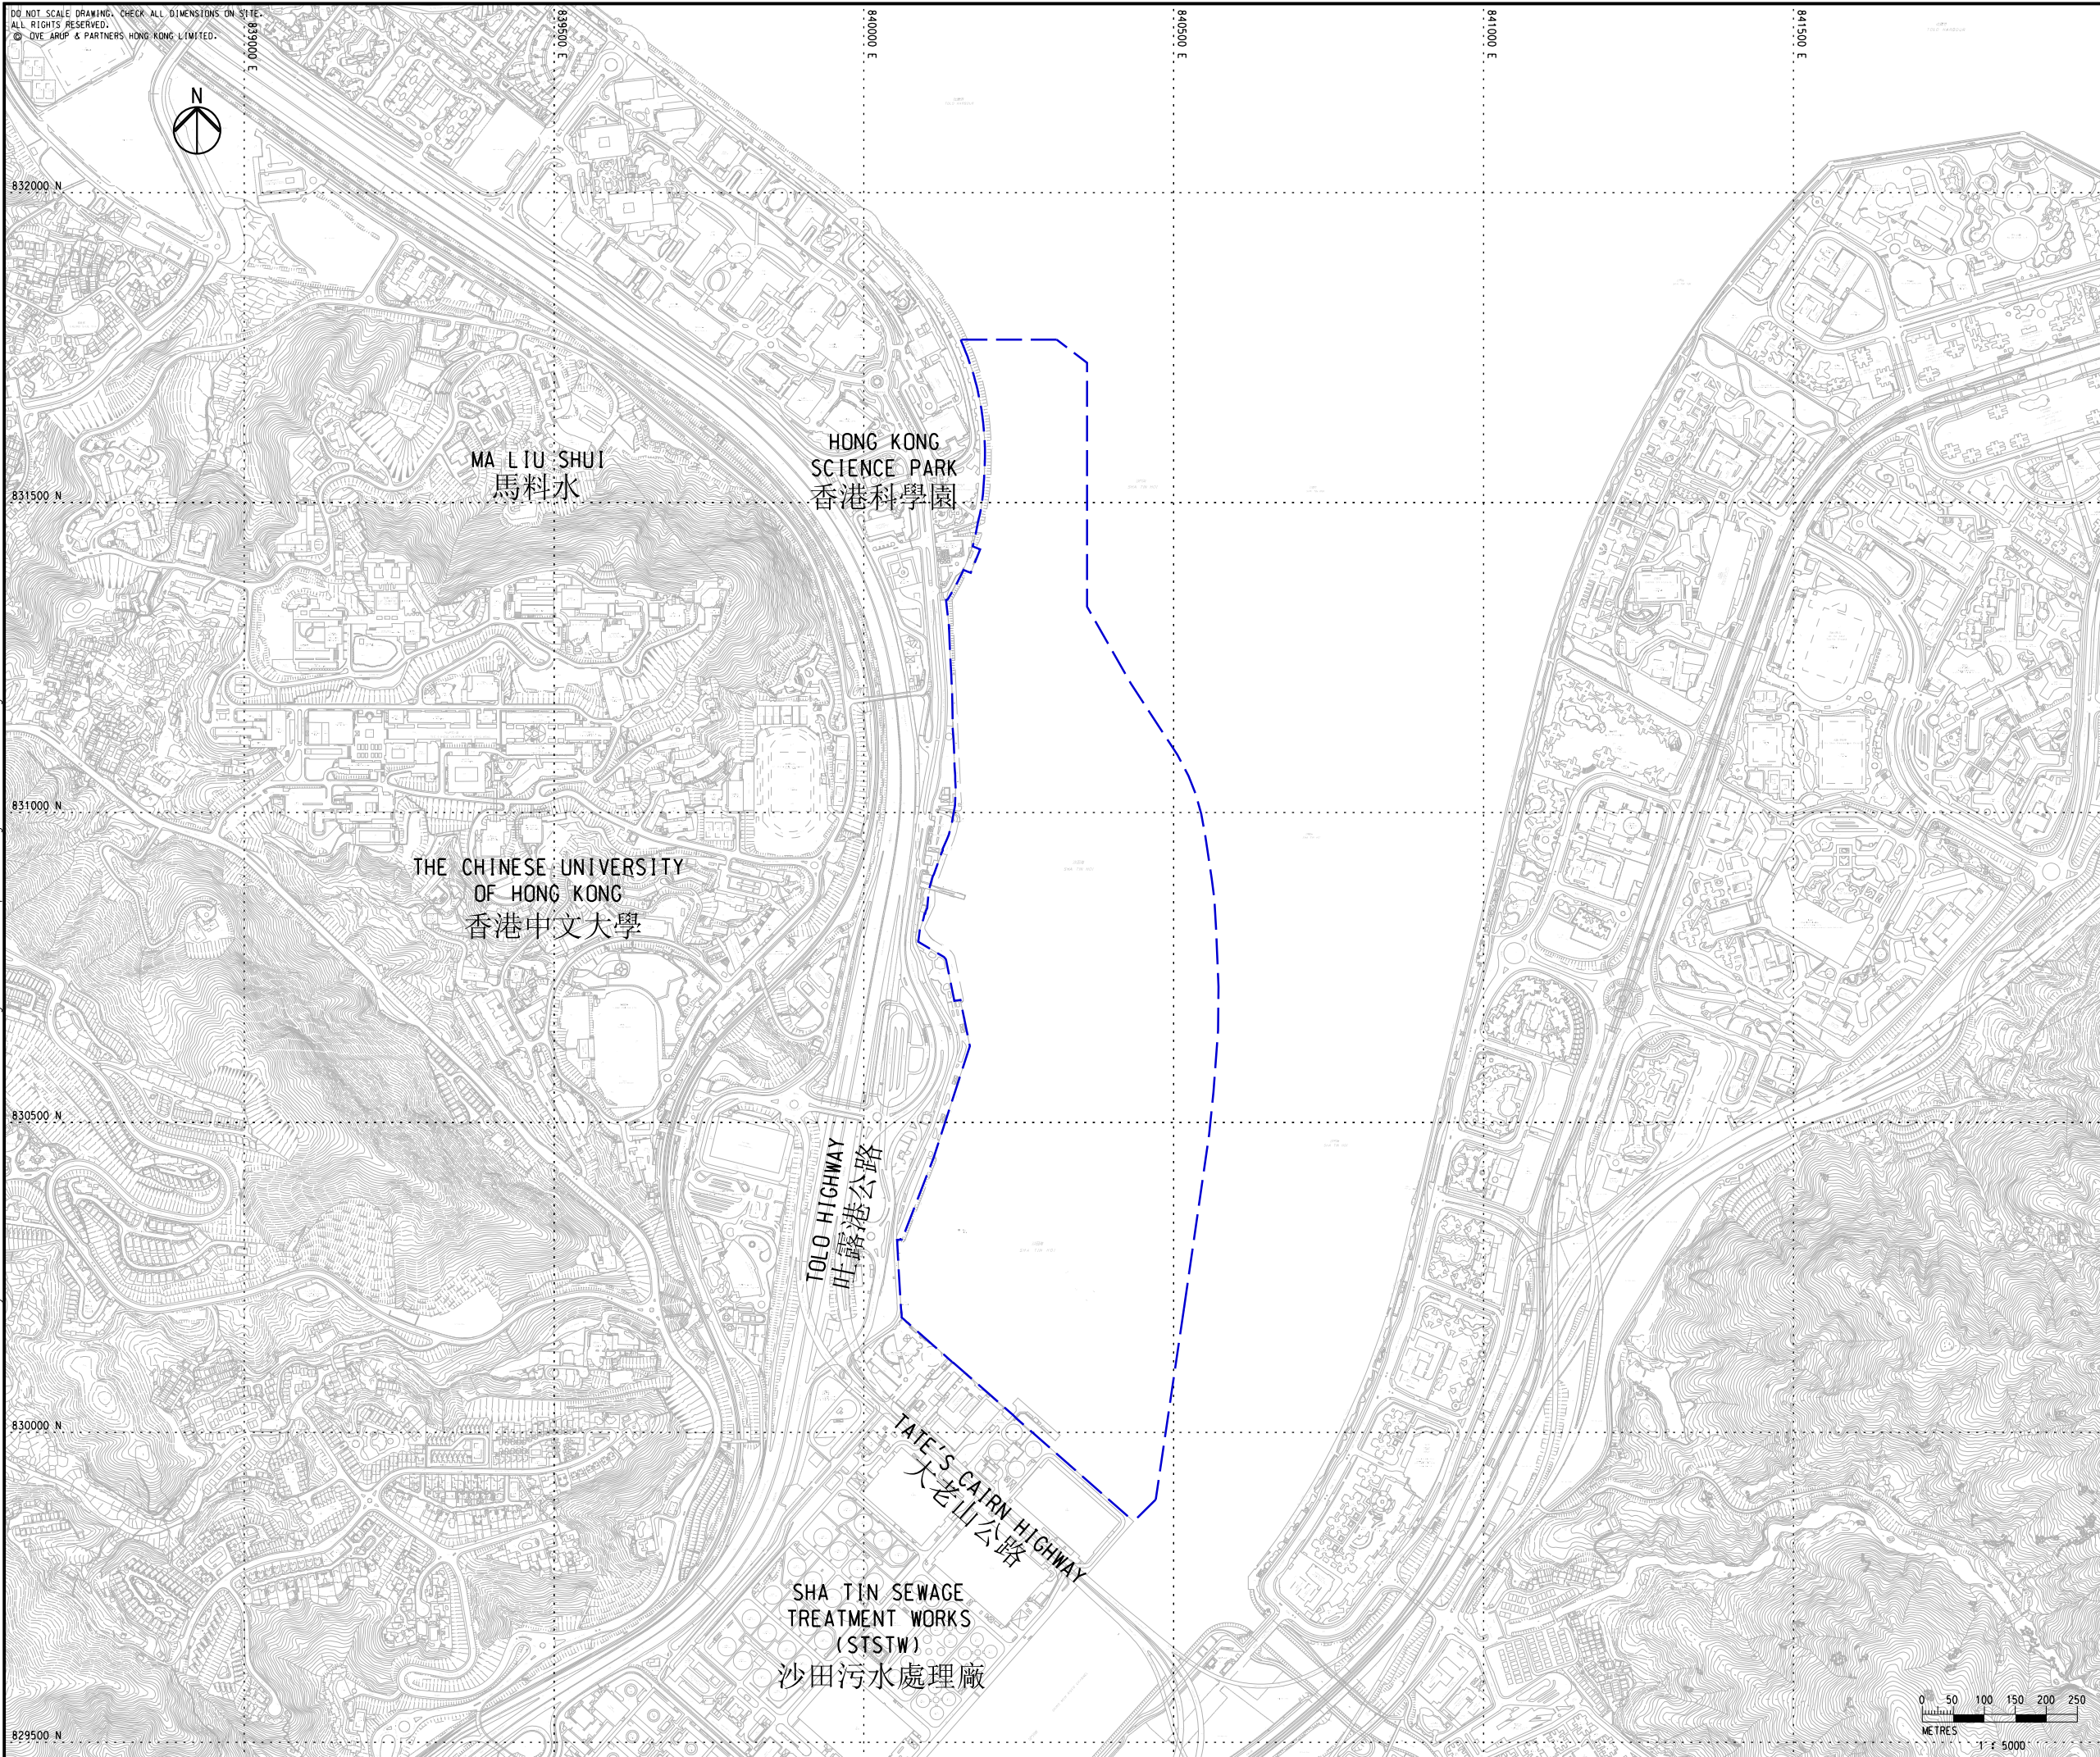 DO NOT SCALE DRAWING. CHECK ALL DIMENSIONS ON SITE.
ALL RIGHTS RESERVED.
© OVE ARUP & PARTNERS HONG KONG LIMITED.
839000 E
839500 E
840000 E
840500 E
841000 E
841500 E
N
832000 N
831500 N
831000 N
830500 N
830000 N
829500 N
HONG KONG
SCIENCE PARK
香港科學園
MA LIU SHUI
馬料水
THE CHINESE UNIVERSITY
OF HONG KONG
香港中文大學
TOLO HIGHWAY
吐露港公路
TATE'S CAIRN HIGHWAY
大老山公路
SHA TIN SEWAGE
TREATMENT WORKS
(STSTW)
沙田污水處理廠
0 50 100 150 200 250
METRES
1 : 5000